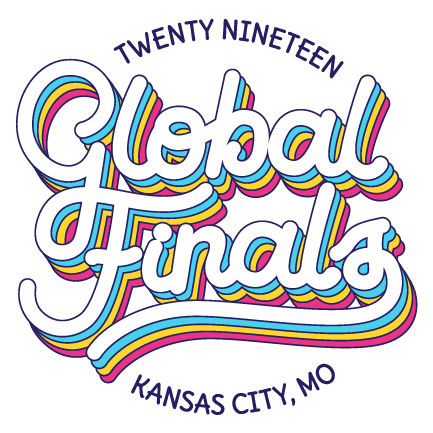 TWENTY NINETEEN
Global
Finals
KANSAS CITY, MO